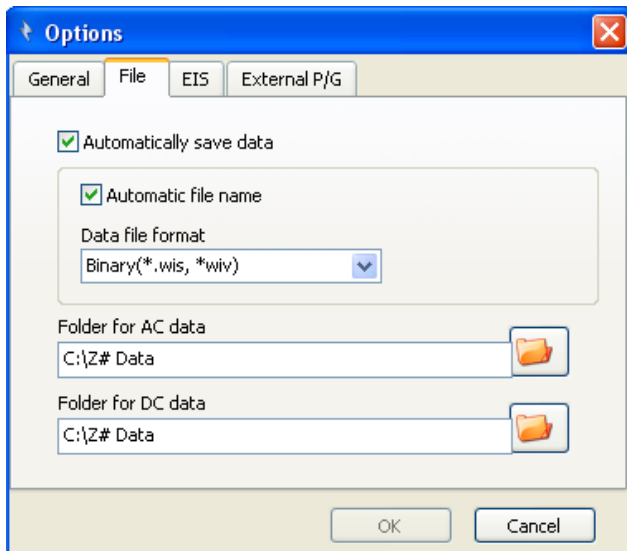 Options
General File EIS External P/G
Automatically save data
Automatic file name
Data file format
Binary(*.wis, *wiv)
Folder for AC data
C:\Z# Data
Folder for DC data
C:\Z# Data
OK Cancel